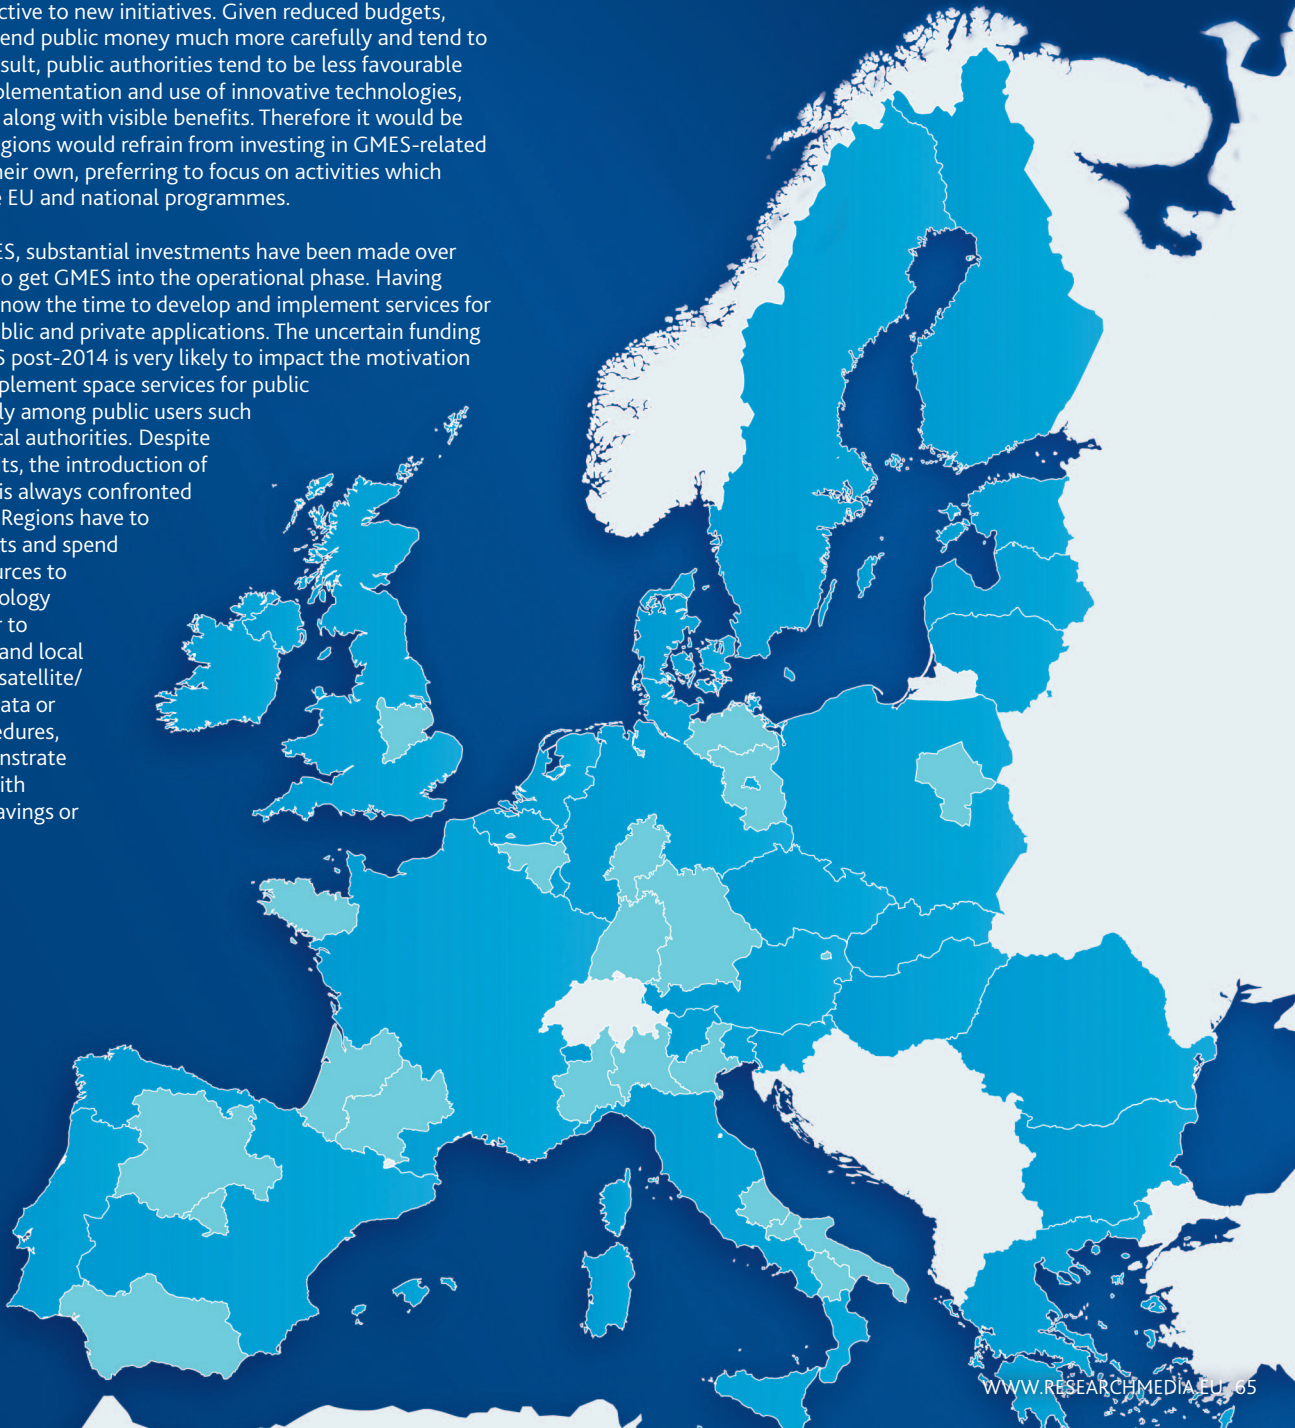 ctive to new initiatives. Given reduced budgets,
end public money much more carefully and tend to
sult, public authorities tend to be less favourable
plementation and use of innovative technologies,
along with visible benefits. Therefore it would be
gions would refrain from investing in GMES-related
heir own, preferring to focus on activities which
e EU and national programmes.
ES, substantial investments have been made over
o get GMES into the operational phase. Having
now the time to develop and implement services for
ublic and private applications. The uncertain funding
S post-2014 is very likely to impact the motivation
plement space services for public
ly among public users such
cal authorities. Despite
its, the introduction of
is always confronted
Regions have to
ts and spend
urces to
ology
r to
and local
satellite/
ata or
edures,
nstrate
ith
avings or
WWW.RESEARCHMEDIA.EU 65